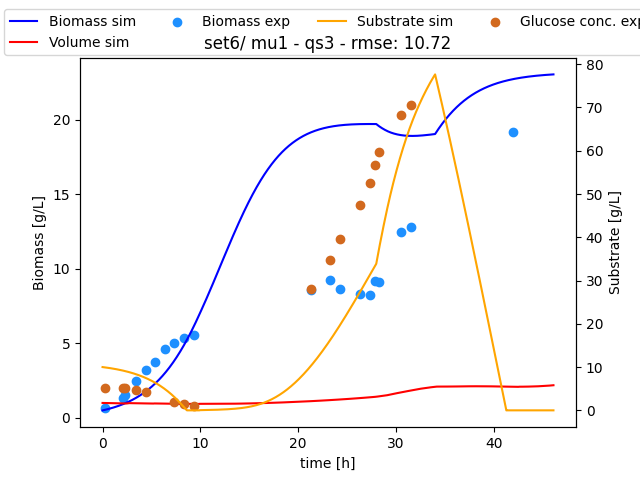 Biomass sim Biomass exp Substrate sim Glucose conc. exp
Volume sim
set6/ mu1 - qs3 - rmse: 10.72
Biomass [g/L]
20
15
10
5
0
80
70
60
50
40
30
20
10
0
Substrate [g/L]
0 10 20 30 40
time [h]